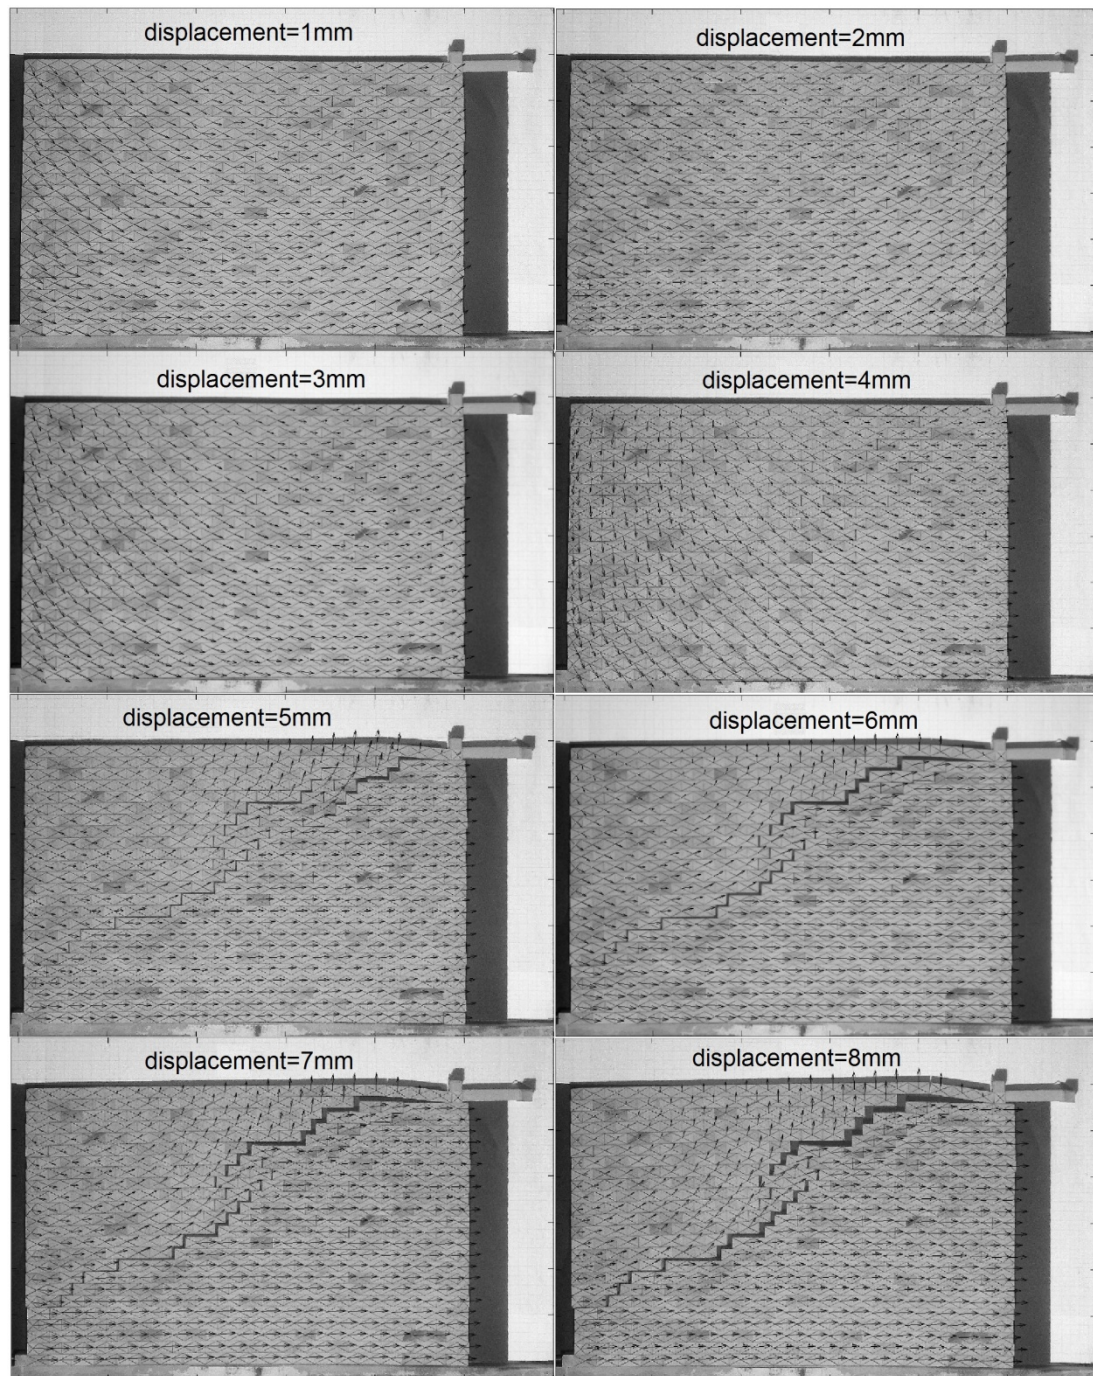 displacement=1mm
displacement=2mm
displacement=3mm
displacement=4mm
displacement=5mm
displacement=6mm
displacement=7mm
displacement=8mm